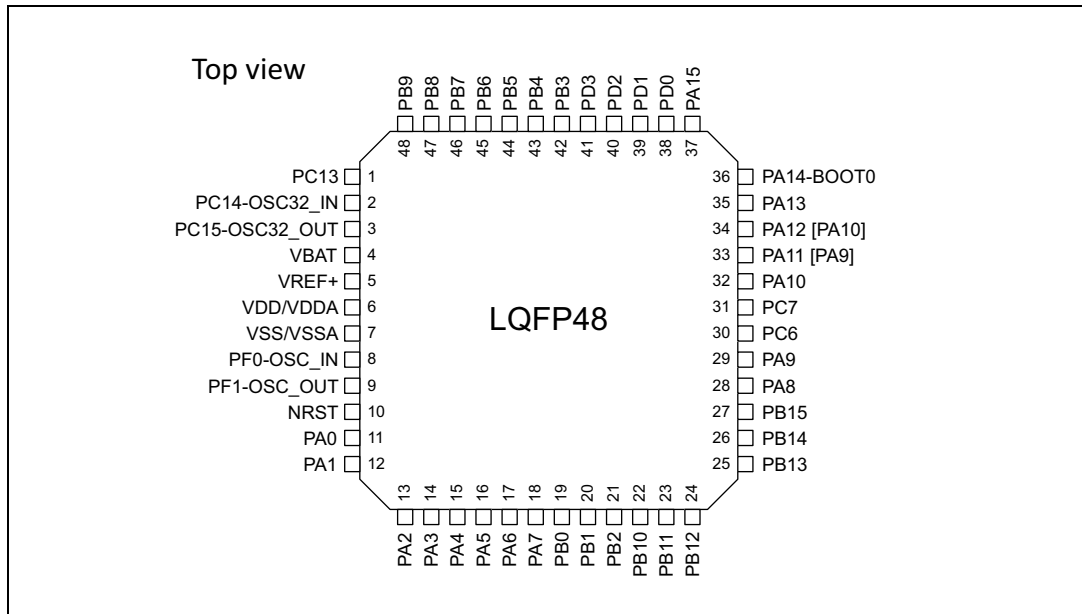 Top view
PB9
PB8
PB7
PB6
PB5
PB4
PB3
PD3
PD2
PD1
PD0
PA15
48
47
46
45
44
43
42
41
40
39
38
37
PC13 1
PC14-OSC32_IN 2
PC15-OSC32_OUT 3
VBAT 4
VREF+ 5
VDD/VDDA 6
VSS/VSSA 7
PF0-OSC_IN 8
PF1-OSC_OUT 9
NRST 10
PA0 11
PA1 12
LQFP48
36 PA14-BOOT0
35 PA13
34 PA12 [PA10]
33 PA11 [PA9]
32 PA10
31 PC7
30 PC6
29 PA9
28 PA8
27 PB15
26 PB14
25 PB13
13
14
15
16
17
18
19
20
21
22
23
24
PA2
PA3
PA4
PA5
PA6
PA7
PB0
PB1
PB2
PB10
PB11
PB12